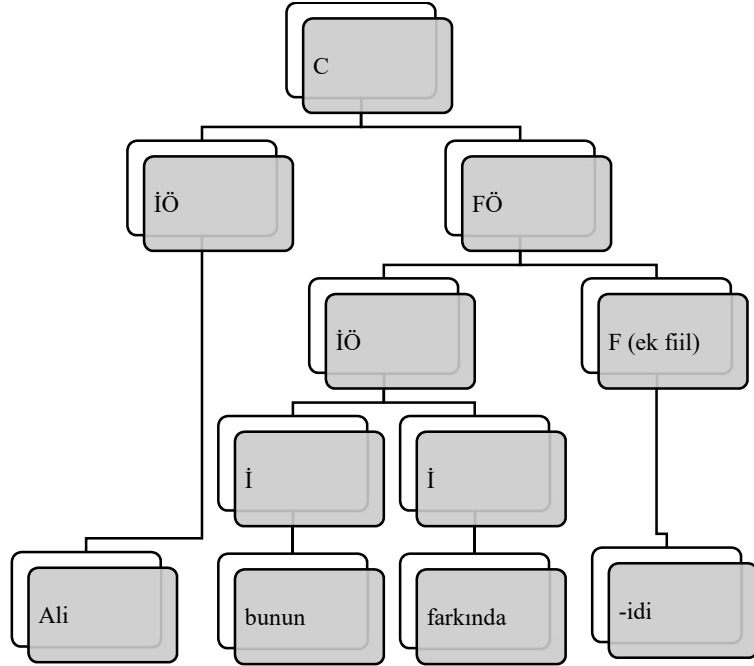 C
İÖ
FÖ
İÖ
F (ek fiil)
İ
İ
Ali
bunun
farkında
-idi